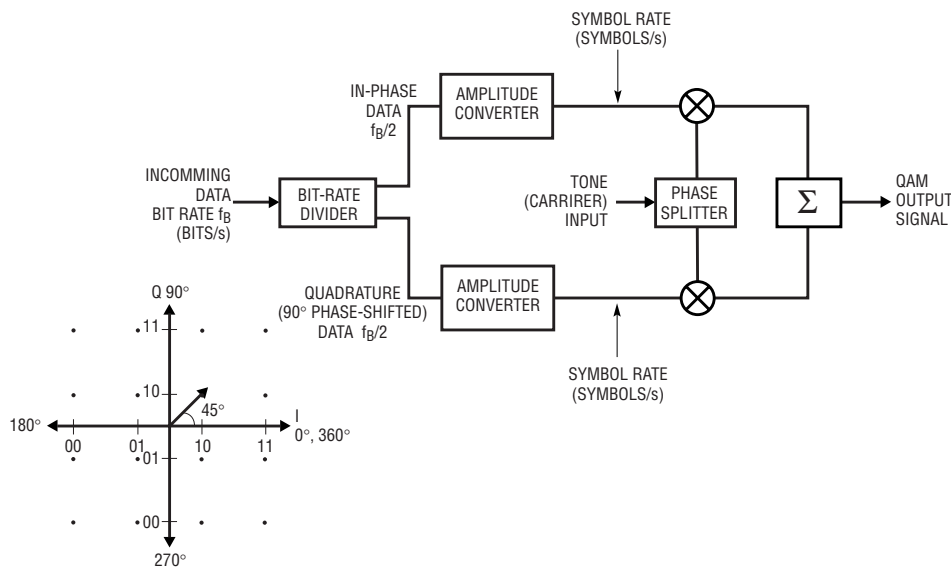 SYMBOL RATE
(SYMBOLS/s)
IN-PHASE
DATA
fB/2
AMPLITUDE
CONVERTER
INCOMMING
DATA
BIT RATE fB
(BITS/s)
BIT-RATE
DIVIDER
TONE
(CARRIRER)
INPUT
PHASE
SPLITTER
Σ
QAM
OUTPUT
SIGNAL
QUADRATURE
(90° PHASE-SHIFTED)
DATA fB/2
AMPLITUDE
CONVERTER
SYMBOL RATE
(SYMBOLS/s)
Q 90°
11
10
45°
180°
I
0°, 360°
00 01 10 11
01
00
270°